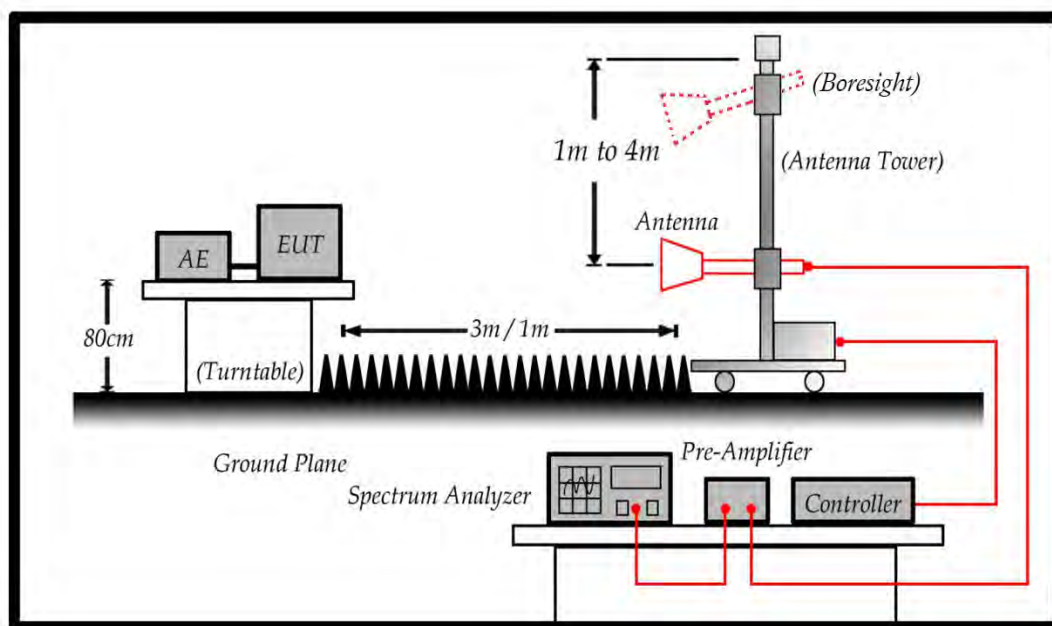 (Boresight)
1m to 4m
(Antenna Tower)
Antenna
EUT
AE
80cm
3m / 1m
(Turntable)
Ground Plane
Pre-Amplifier
Spectrum Analyzer
Controller